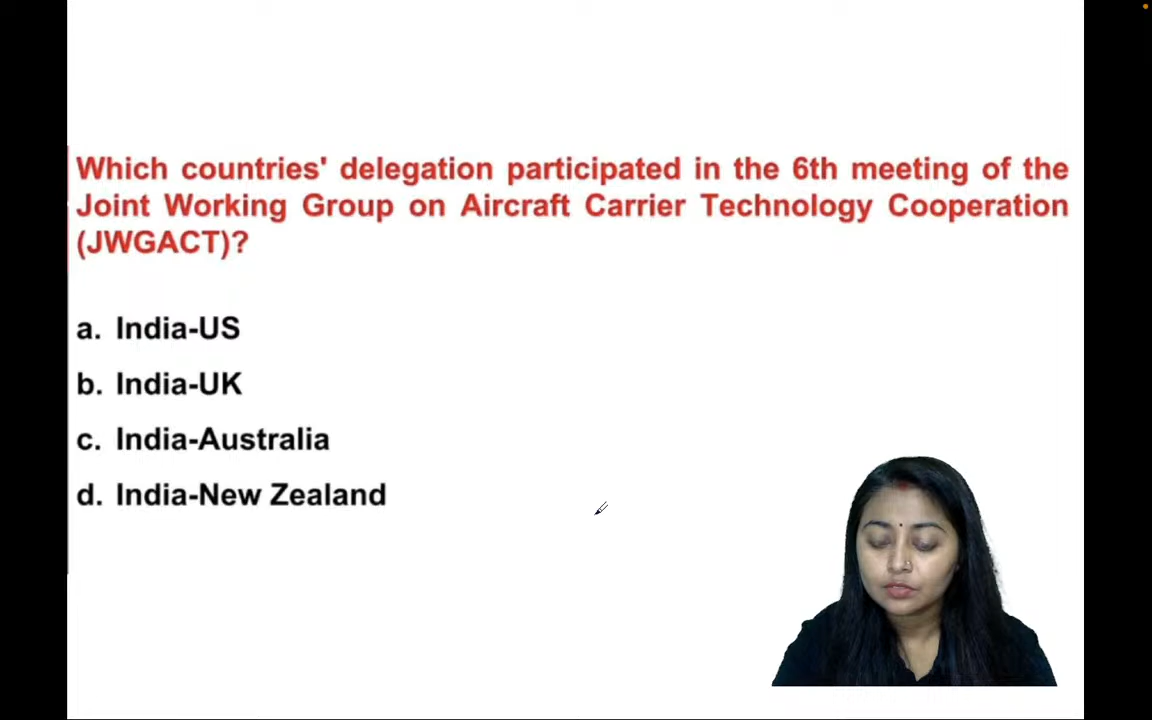 Which countries' delegation participated in the 6th meeting of the
Joint Working Group on Aircraft Carrier Technology Cooperation
(JWGACT)?
a. India-US
b. India-UK
c. India-Australia
d. India-New Zealand